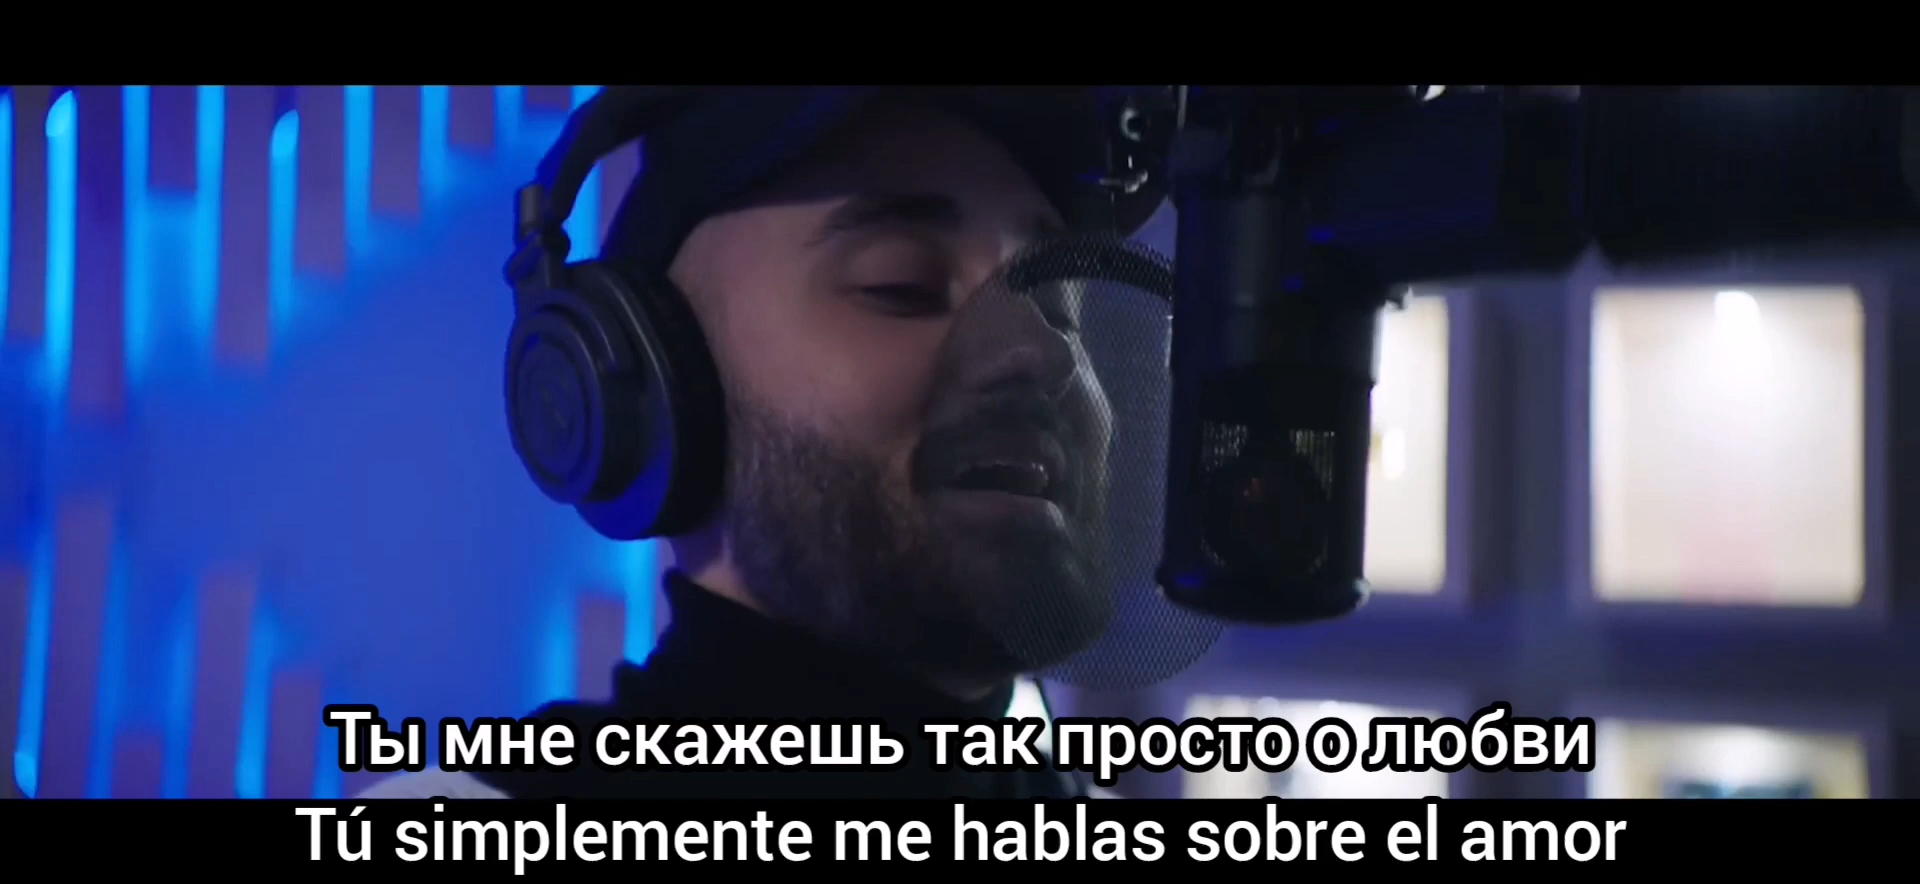 Ты мне скажешь так просто о любви
Tú simplemente me hablas sobre el amor